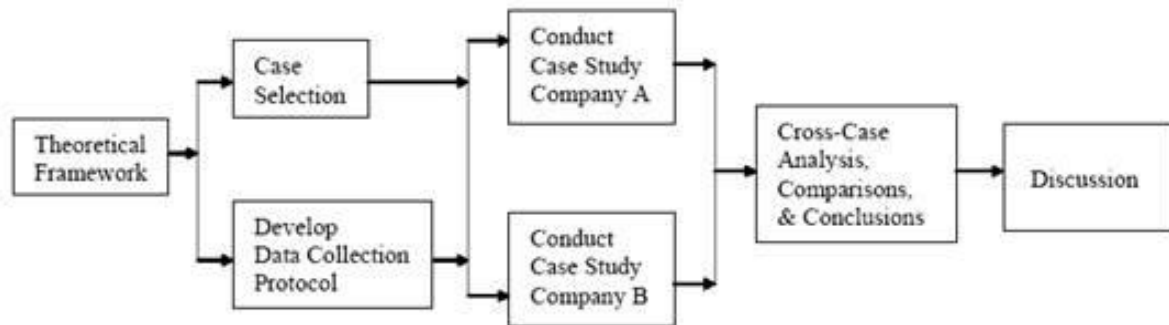 Theoretical
Framework
Case
Selection
Develop
Data Collection
Protocol
Conduct
Case Study
Company A
Conduct
Case Study
Company B
Cross-Case
Analysis,
Comparisons,
& Conclusions
Discussion